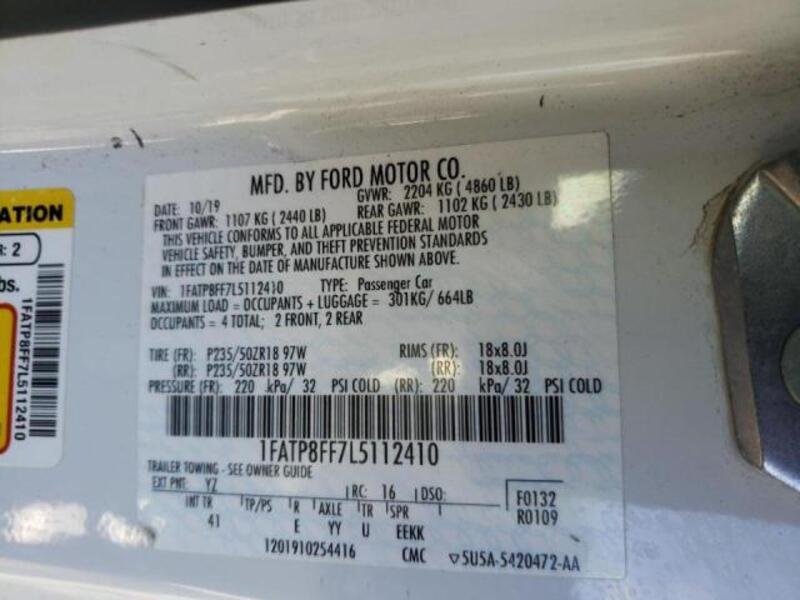 ATION
R: 2
bs.
1FATP8FF7L5112410
MFD. BY FORD MOTOR CO.
DATE: 10/19 GVWR: 2204 KG ( 4860 LB)
FRONT GAWR: 1107 KG ( 2440 LB) REAR GAWR: 1102 KG ( 2430 LB)
THIS VEHICLE CONFORMS TO ALL APPLICABLE FEDERAL MOTOR
VEHICLE SAFETY, BUMPER, AND THEFT PREVENTION STANDARDS
IN EFFECT ON THE DATE OF MANUFACTURE SHOWN ABOVE.
VIN: 1FATP8FF7L5112410 TYPE: Passenger Car
MAXIMUM LOAD = OCCUPANTS + LUGGAGE = 301KG/ 664LB
OCCUPANTS = 4 TOTAL; 2 FRONT, 2 REAR
TIRE (FR): P235/50ZR18 97W RIMS (FR): 18x8.0J
(RR): P235/50ZR18 97W (RR): 18x8.0J
PRESSURE (FR): 220 kPa/ 32 PSI COLD (RR): 220 kPa/ 32 PSI COLD
1FATP8FF7L5112410
TRAILER TOWING - SEE OWNER GUIDE
EXT PNT: YZ RC: 16 DSO: F0132
INT TR TP/PS R AXLE TR SPR R0109
41 E YY U EEKK
1201910254416 CMC ▽5U5A-5420472-AA